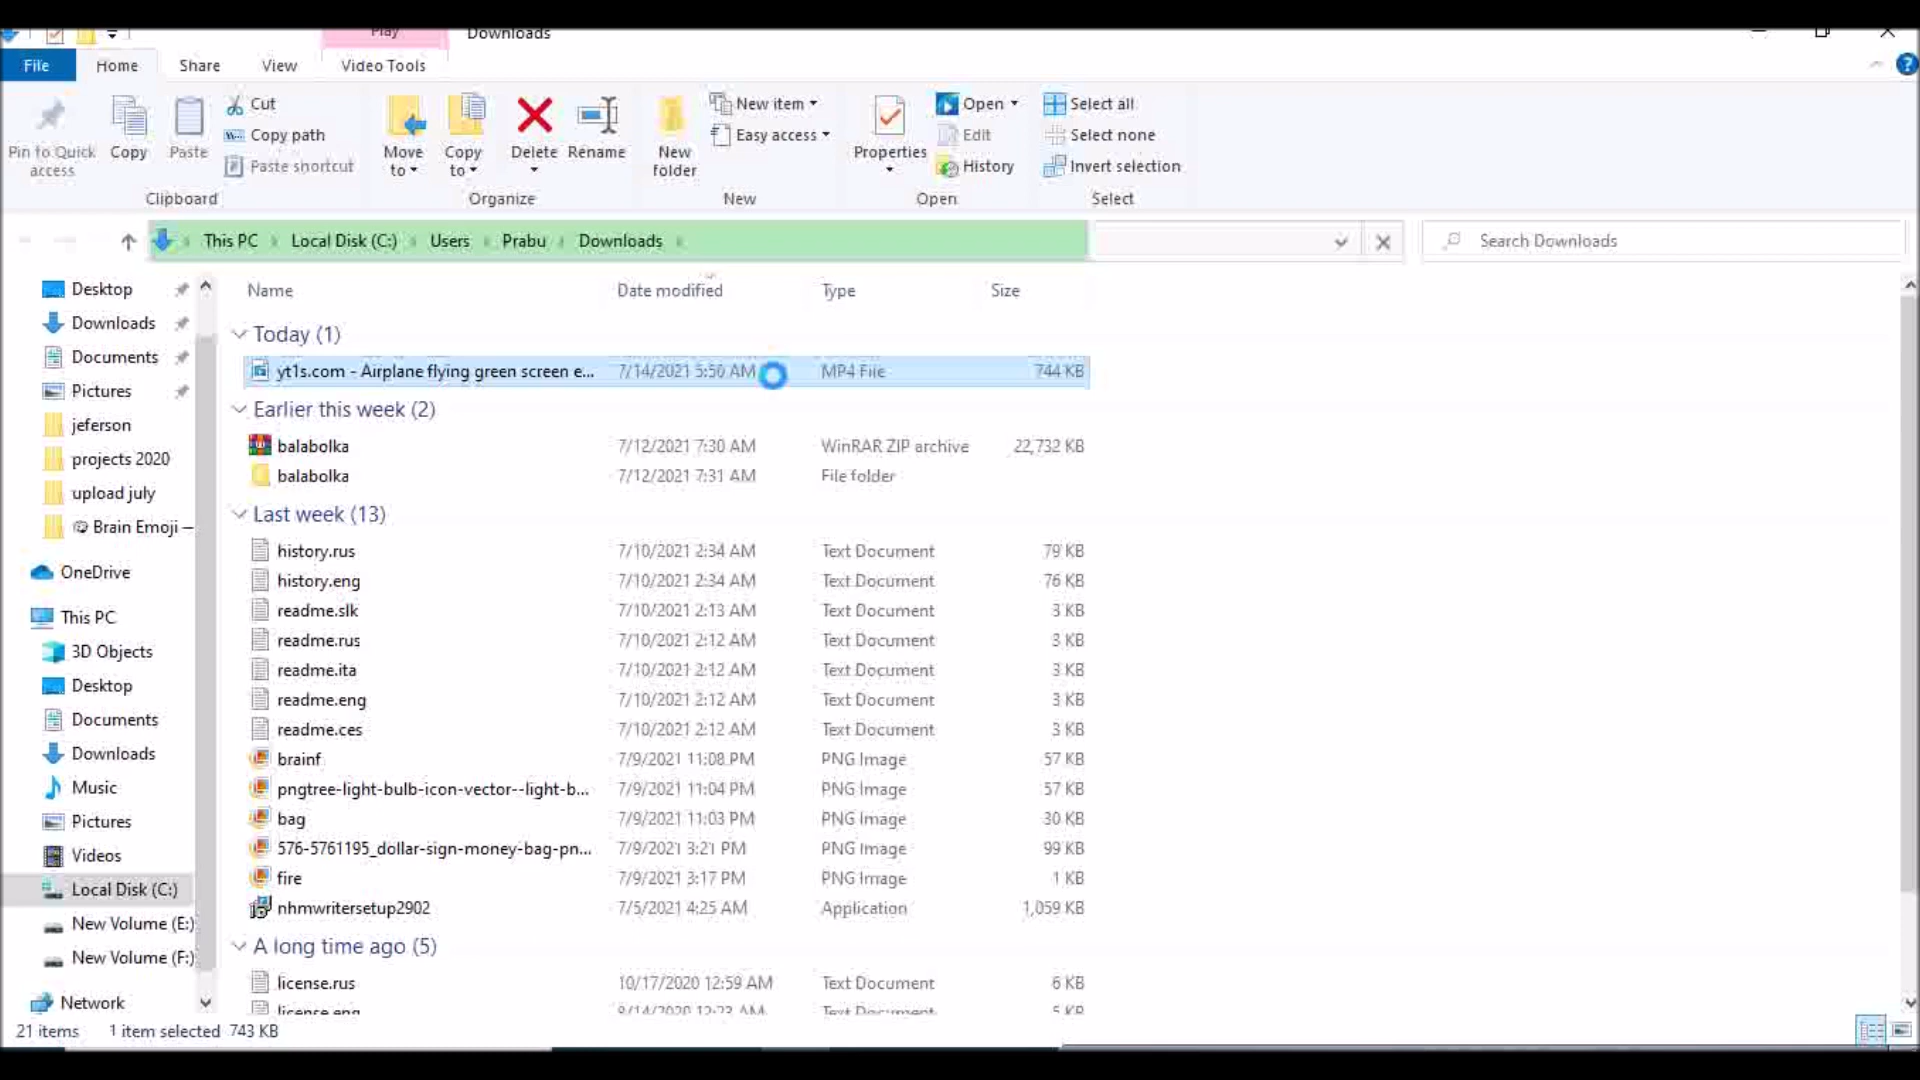 Play
Downloads
File
Home
Share
View
Video Tools
Pin to Quick access
Copy
Paste
Cut
Copy path
Paste shortcut
Clipboard
Move to
Copy to
Delete
Rename
Organize
New folder
New item
Easy access
New
Properties
Open
Edit
History
Open
Select all
Select none
Invert selection
Select
This PC
Local Disk (C:)
Users
Prabu
Downloads
Search Downloads
Desktop
Downloads
Documents
Pictures
jeferson
projects 2020
upload july
Brain Emoji –
OneDrive
This PC
3D Objects
Desktop
Documents
Downloads
Music
Pictures
Videos
Local Disk (C:)
New Volume (E:)
New Volume (F:)
Network
Name Date modified Type Size
Today (1)
yt1s.com - Airplane flying green screen e... 7/14/2021 5:50 AM MP4 File 744 KB
Earlier this week (2)
balabolka 7/12/2021 7:30 AM WinRAR ZIP archive 22,732 KB
balabolka 7/12/2021 7:31 AM File folder
Last week (13)
history.rus 7/10/2021 2:34 AM Text Document 79 KB
history.eng 7/10/2021 2:34 AM Text Document 76 KB
readme.slk 7/10/2021 2:13 AM Text Document 3 KB
readme.rus 7/10/2021 2:12 AM Text Document 3 KB
readme.ita 7/10/2021 2:12 AM Text Document 3 KB
readme.eng 7/10/2021 2:12 AM Text Document 3 KB
readme.ces 7/10/2021 2:12 AM Text Document 3 KB
brainf 7/9/2021 11:08 PM PNG Image 57 KB
pngtree-light-bulb-icon-vector--light-b... 7/9/2021 11:04 PM PNG Image 57 KB
bag 7/9/2021 11:03 PM PNG Image 30 KB
576-5761195_dollar-sign-money-bag-pn... 7/9/2021 3:21 PM PNG Image 99 KB
fire 7/9/2021 3:17 PM PNG Image 1 KB
nhmwritersetup2902 7/5/2021 4:25 AM Application 1,059 KB
A long time ago (5)
license.rus 10/17/2020 12:59 AM Text Document 6 KB
license.eng Text Document 5 KB
21 items 1 item selected 743 KB